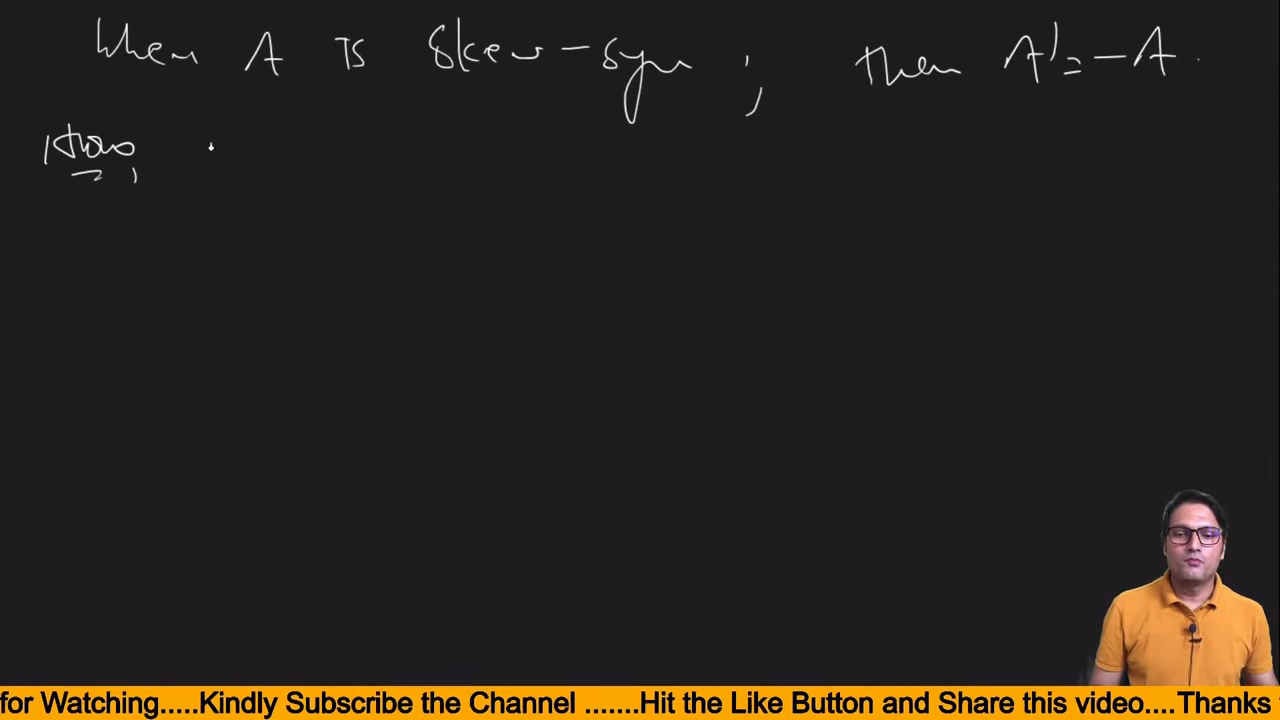 When A is Skew-sym ; then A' = -A.
Now,
for Watching.....Kindly Subscribe the Channel .......Hit the Like Button and Share this video....Thanks